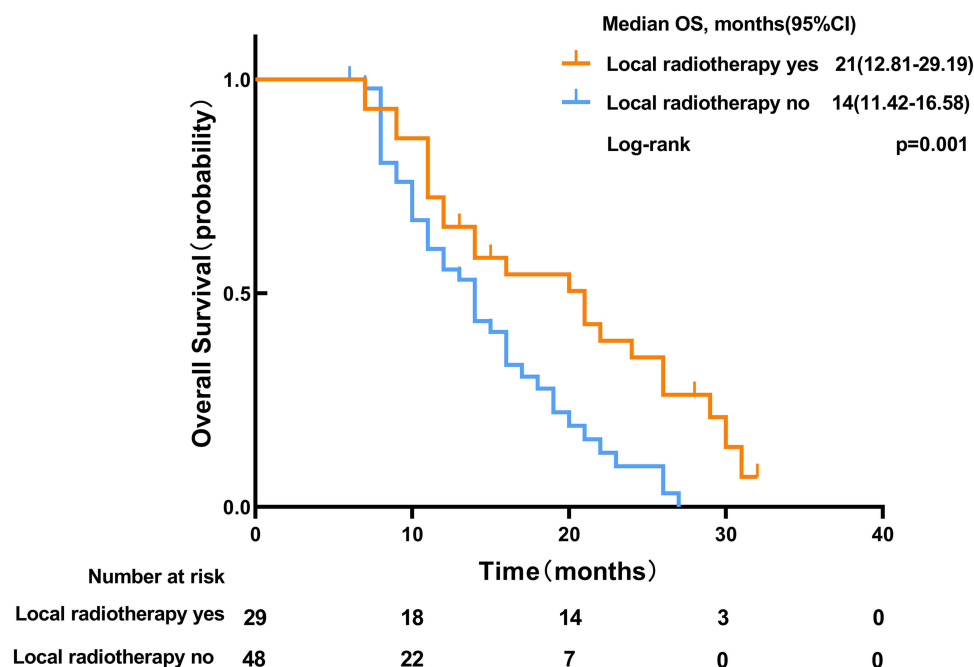 Median OS, months(95%CI)
Local radiotherapy yes 21(12.81-29.19)
Local radiotherapy no 14(11.42-16.58)
Log-rank p=0.001
Overall Survival(probability)
1.0
0.5
0.0
0 10 20 30 40
Time(months)
Number at risk
Local radiotherapy yes 29 18 14 3 0
Local radiotherapy no 48 22 7 0 0